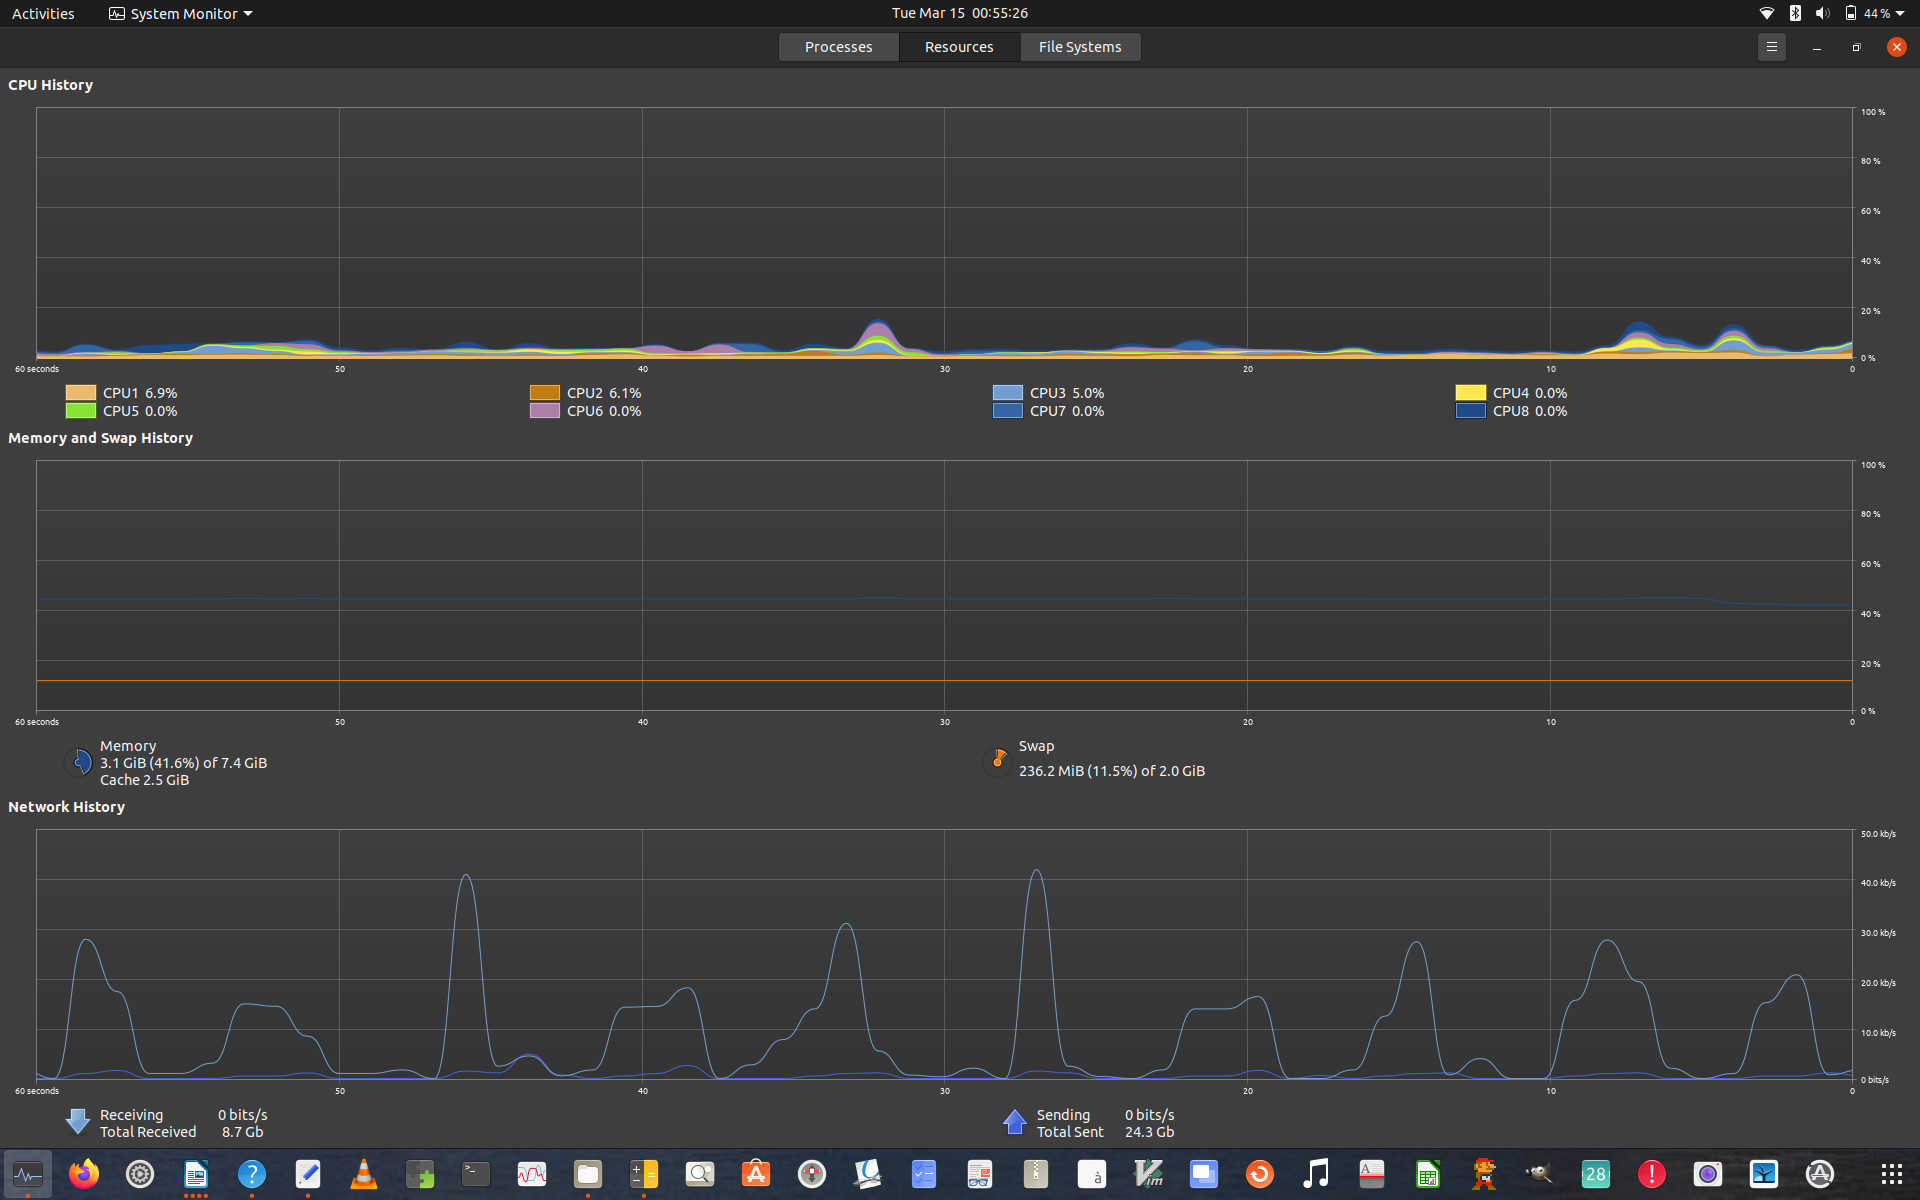 Activities System Monitor Tue Mar 15 00:55:26 44 %
Processes Resources File Systems
CPU History
100 %
80 %
60 %
40 %
20 %
0 %
60 seconds 50 40 30 20 10 0
CPU1 6.9% CPU2 6.1% CPU3 5.0% CPU4 0.0%
CPU5 0.0% CPU6 0.0% CPU7 0.0% CPU8 0.0%
Memory and Swap History
100 %
80 %
60 %
40 %
20 %
0 %
60 seconds 50 40 30 20 10 0
Memory
3.1 GiB (41.6%) of 7.4 GiB
Cache 2.5 GiB
Swap
236.2 MiB (11.5%) of 2.0 GiB
Network History
50.0 kb/s
40.0 kb/s
30.0 kb/s
20.0 kb/s
10.0 kb/s
0 bits/s
60 seconds 50 40 30 20 10 0
Receiving 0 bits/s
Total Received 8.7 Gb
Sending 0 bits/s
Total Sent 24.3 Gb
? >_ à Vim A 28 !